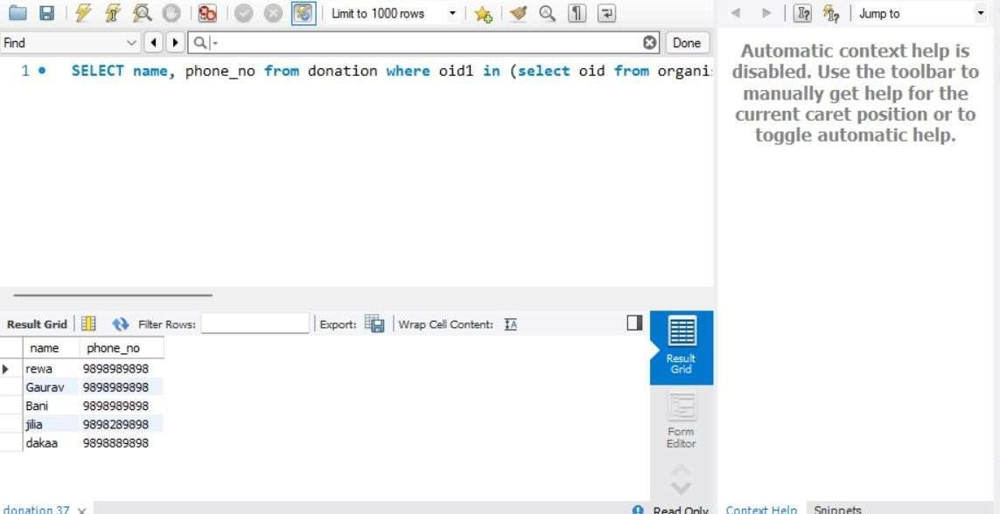 Limit to 1000 rows
Jump to
Find
Done
1 SELECT name, phone_no from donation where oid1 in (select oid from organi
Automatic context help is
disabled. Use the toolbar to
manually get help for the
current caret position or to
toggle automatic help.
Result Grid Filter Rows: Export: Wrap Cell Content:
name phone_no
rewa 9898989898
Gaurav 9898989898
Bani 9898989898
jilia 9898289898
dakaa 9898889898
Result
Grid
Form
Editor
donation 37
Read Only
Context Help Snippets